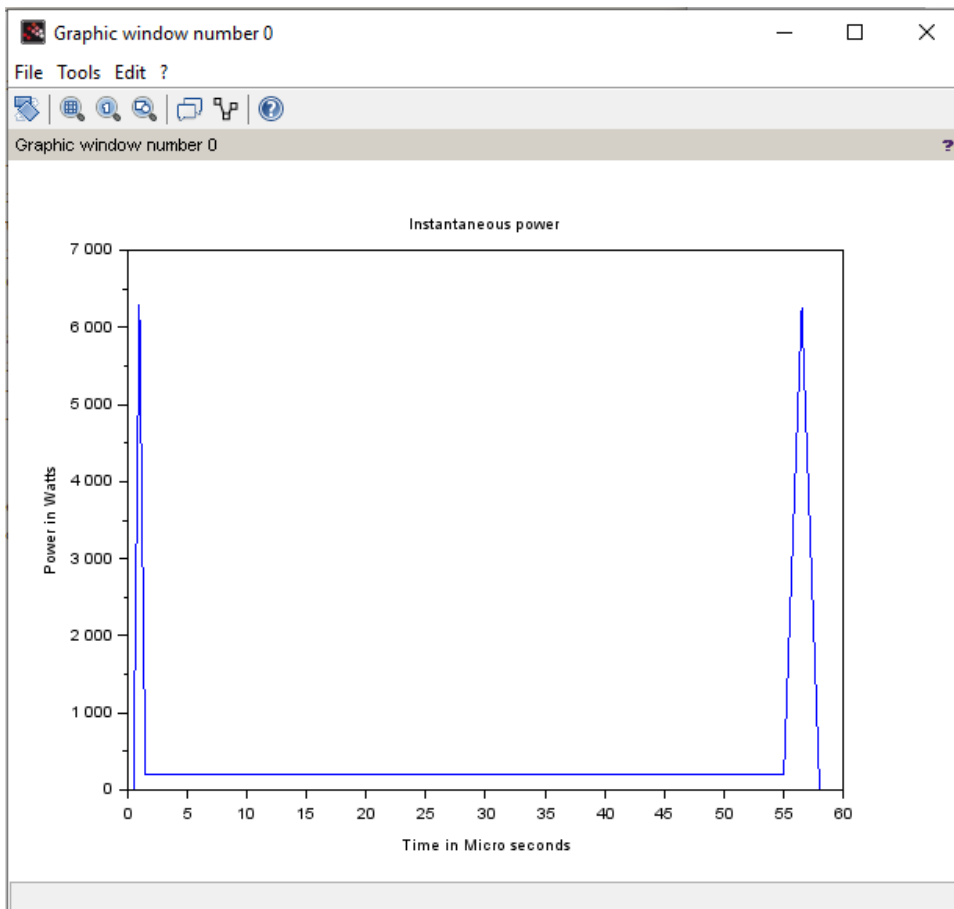 Graphic window number 0
File Tools Edit ?
Graphic window number 0 ?
Instantaneous power
7 000
6 000
5 000
4 000
3 000
2 000
1 000
0
Power in Watts
0 5 10 15 20 25 30 35 40 45 50 55 60
Time in Micro seconds